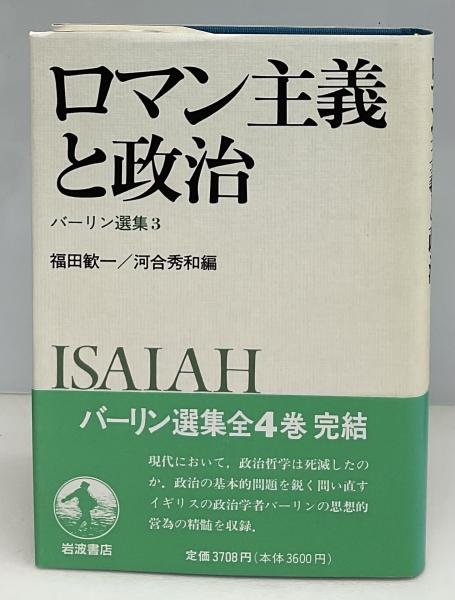 ロマン主義
と政治
バーリン選集3
福田歓一／河合秀和編
ISAIAH
バーリン選集全4巻 完結
現代において，政治哲学は死滅したの
か．政治の基本的問題を鋭く問い直す
イギリスの政治学者バーリンの思想的
営為の精髄を収録．
岩波書店
定価3708円（本体3600円）